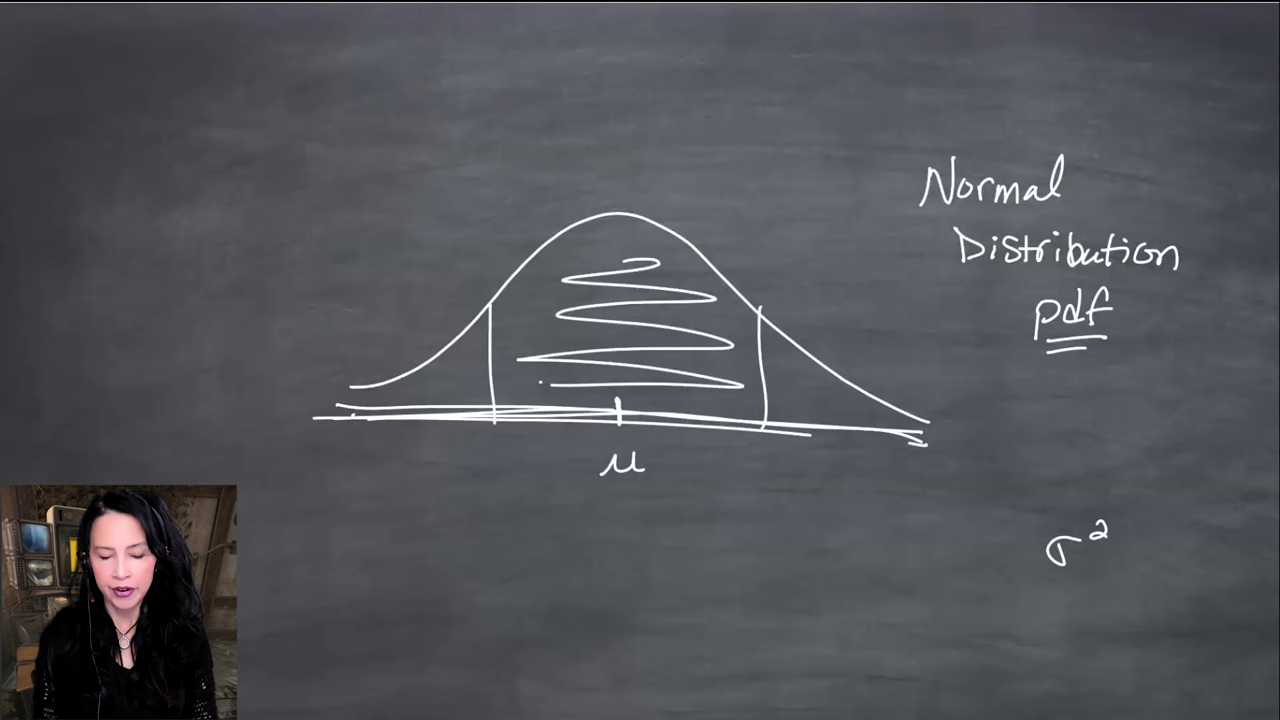 Normal
Distribution
pdf
μ
σ²